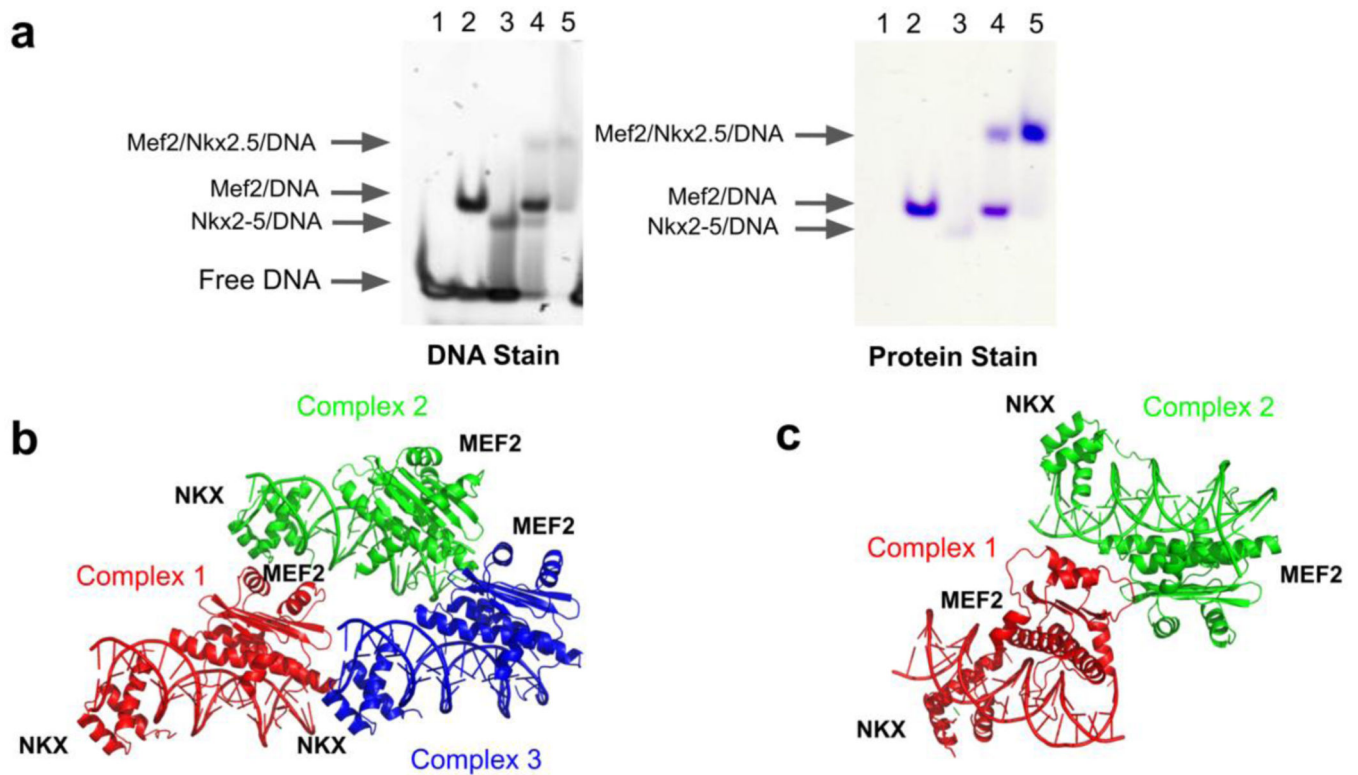 a
1 2 3 4 5
Mef2/Nkx2.5/DNA
Mef2/DNA
Nkx2-5/DNA
Free DNA
DNA Stain
1 2 3 4 5
Mef2/Nkx2.5/DNA
Mef2/DNA
Nkx2-5/DNA
Protein Stain
b
Complex 2
MEF2
NKX
MEF2
Complex 1
MEF2
NKX
NKX
Complex 3
c
NKX
Complex 2
Complex 1
MEF2
MEF2
NKX